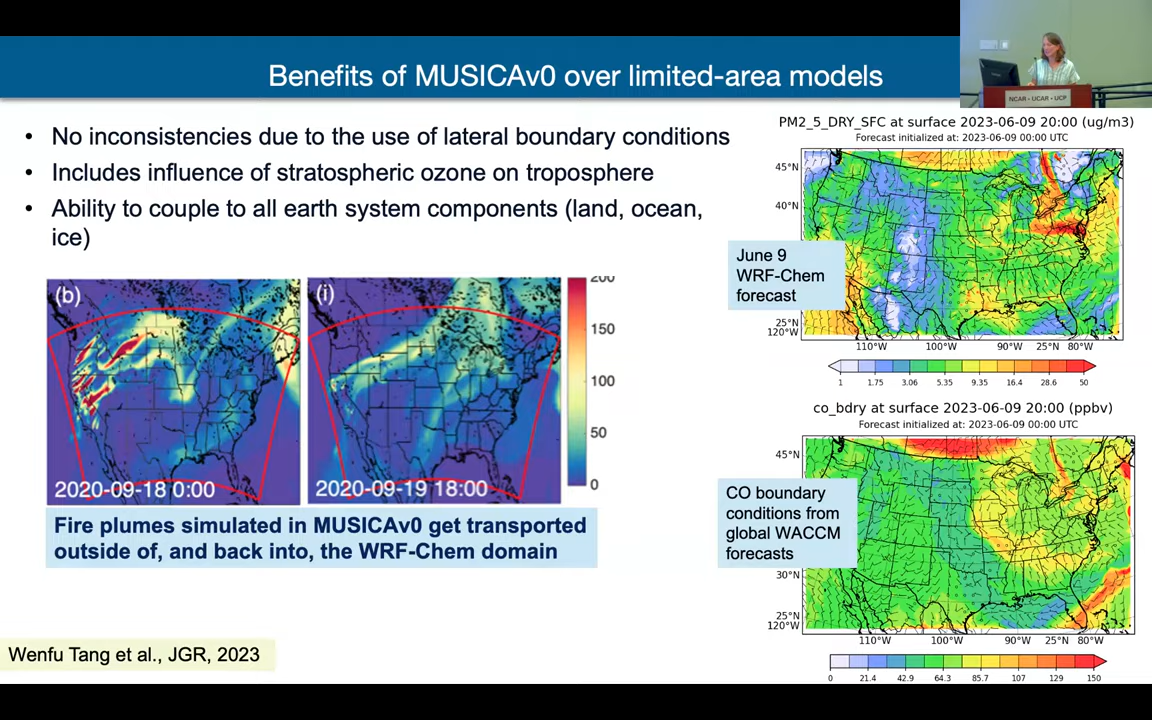 Benefits of MUSICAv0 over limited-area models
NCAR • UCAR • UCP
• No inconsistencies due to the use of lateral boundary conditions
• Includes influence of stratospheric ozone on troposphere
• Ability to couple to all earth system components (land, ocean,
ice)
(b)
2020-09-18 0:00
(i)
2020-09-19 18:00
200
150
100
50
0
Fire plumes simulated in MUSICAv0 get transported
outside of, and back into, the WRF-Chem domain
Wenfu Tang et al., JGR, 2023
PM2_5_DRY_SFC at surface 2023-06-09 20:00 (ug/m3)
Forecast initialized at: 2023-06-09 00:00 UTC
45°N
40°N
June 9
WRF-Chem
forecast
25°N
120°W
110°W 100°W 90°W 25°N 80°W
1 1.75 3.06 5.35 9.35 16.4 28.6 50
co_bdry at surface 2023-06-09 20:00 (ppbv)
Forecast initialized at: 2023-06-09 00:00 UTC
45°N
CO boundary
conditions from
global WACCM
forecasts
30°N
25°N
120°W
110°W 100°W 90°W 25°N 80°W
0 21.4 42.9 64.3 85.7 107 129 150